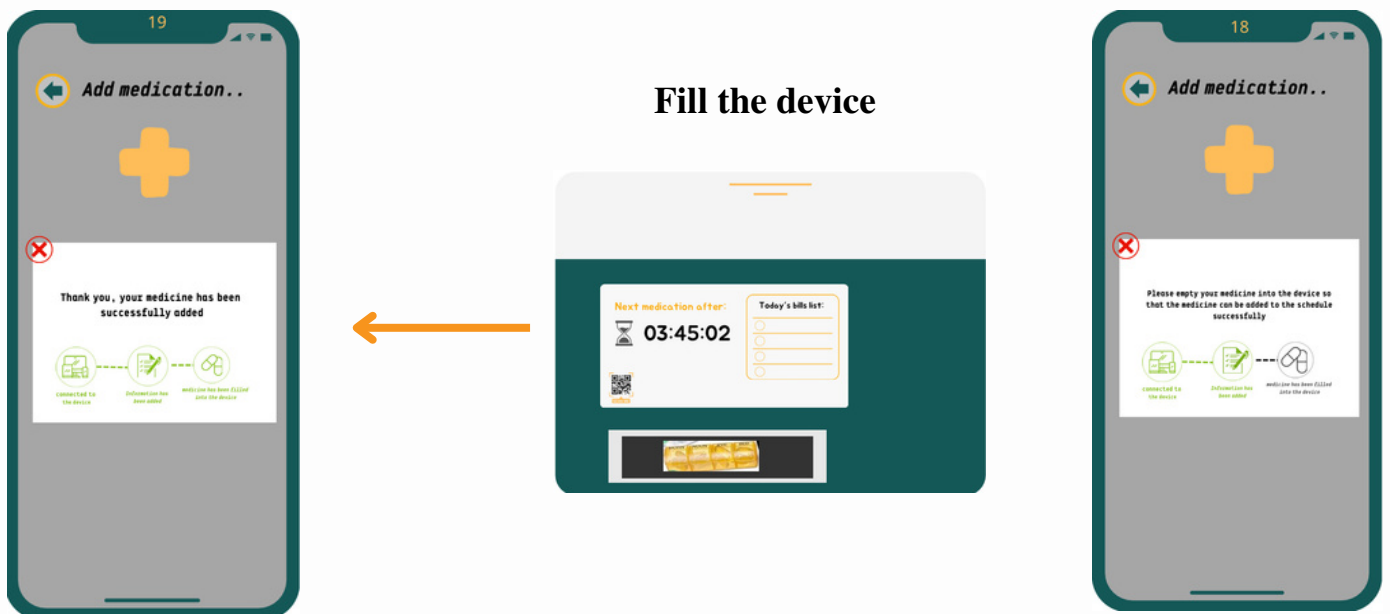 19
Add medication..
Thank you, your medicine has been
successfully added
connected to
the device
Information has
been added
medicine has been filled
into the device
Fill the device
Next medication after:
03:45:02
Today's bills list:
18
Add medication..
Please empty your medicine into the device so
that the medicine can be added to the schedule
successfully
connected to
the device
Information has
been added
medicine has been filled
into the device